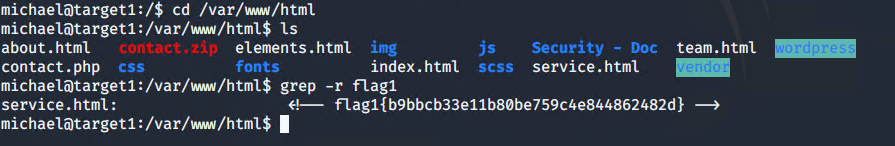 michael@target1:/$ cd /var/www/html
michael@target1:/var/www/html$ ls
about.html contact.zip elements.html img js Security - Doc team.html wordpress
contact.php css fonts index.html scss service.html vendor
michael@target1:/var/www/html$ grep -r flag1
service.html: <!-- flag1{b9bbcb33e11b80be759c4e844862482d} -->
michael@target1:/var/www/html$